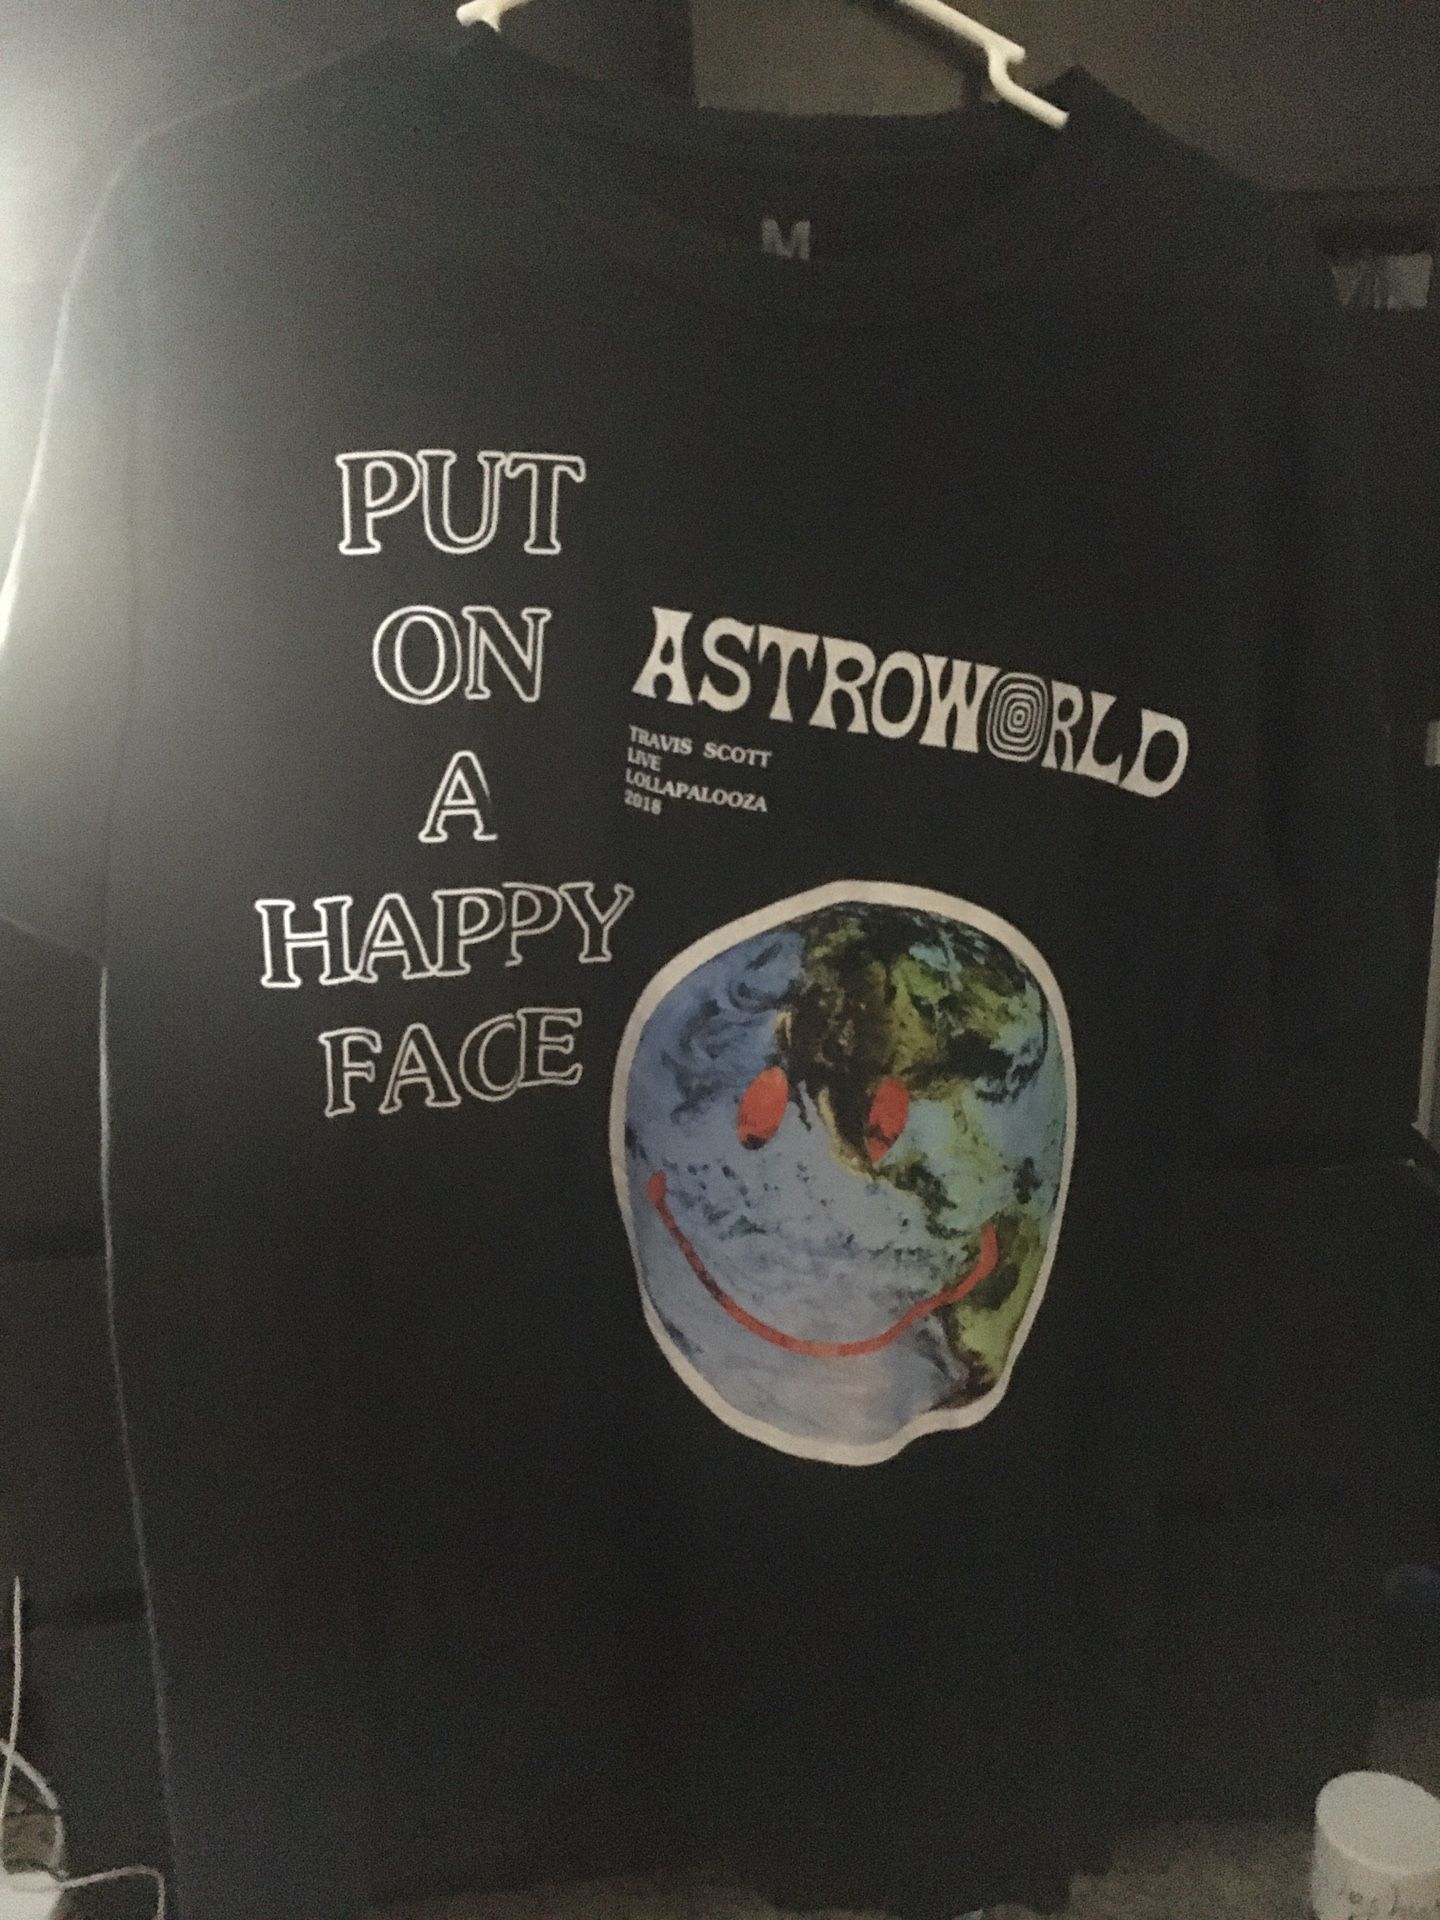 M
PUT
ON
A
HAPPY
FACE
ASTROWORLD
TRAVIS SCOTT
LIVE
LOLLAPALOOZA
2018